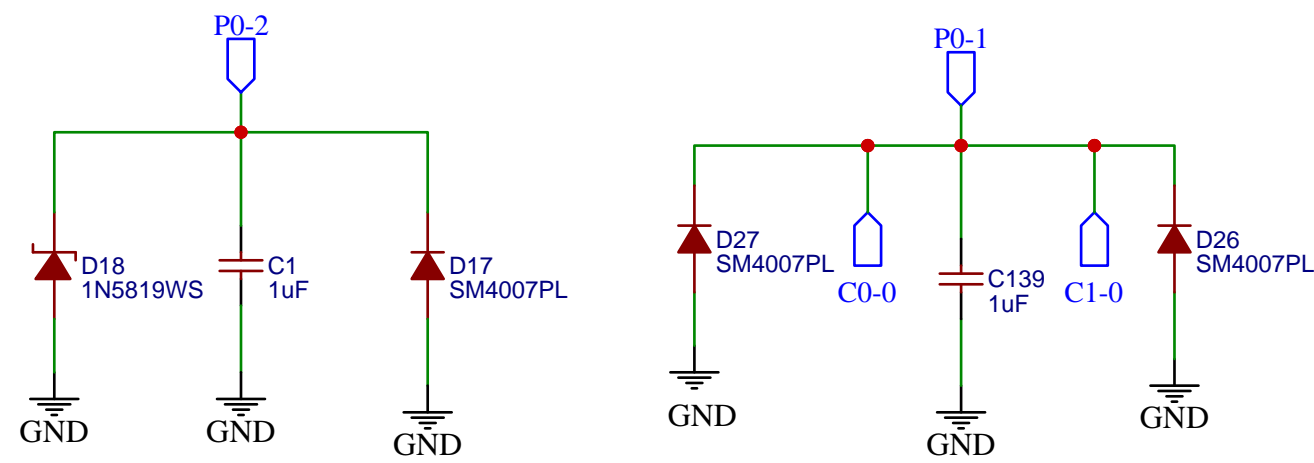 P0-2
D18
1N5819WS
C1
1uF
D17
SM4007PL
GND
GND
GND
P0-1
D27
SM4007PL
C0-0
C139
1uF
C1-0
D26
SM4007PL
GND
GND
GND